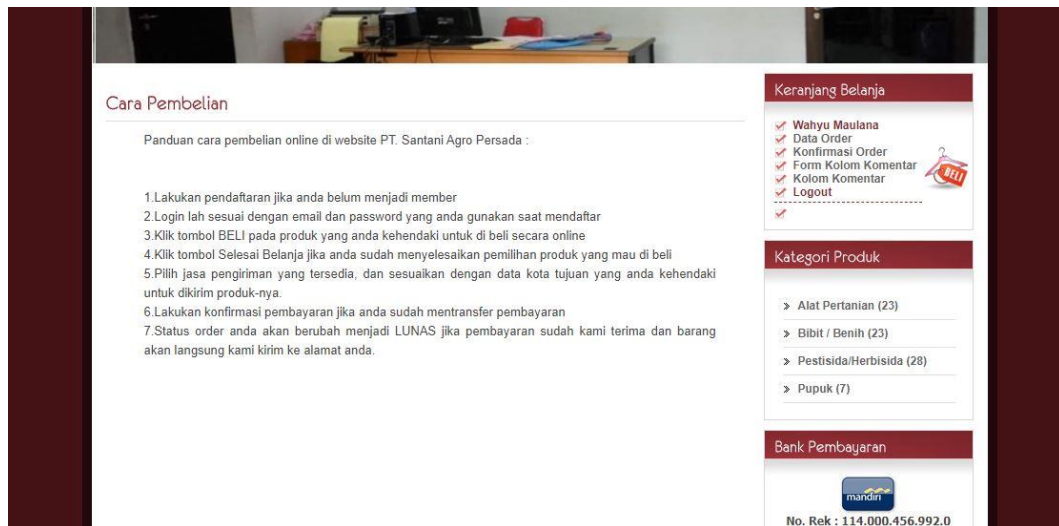 Cara Pembelian
Panduan cara pembelian online di website PT. Santani Agro Persada :
1.Lakukan pendaftaran jika anda belum menjadi member
2.Login lah sesuai dengan email dan password yang anda gunakan saat mendaftar
3.Klik tombol BELI pada produk yang anda kehendaki untuk di beli secara online
4.Klik tombol Selesai Belanja jika anda sudah menyelesaikan pemilihan produk yang mau di beli
5.Pilih jasa pengiriman yang tersedia, dan sesuaikan dengan data kota tujuan yang anda kehendaki
untuk dikirim produk-nya.
6.Lakukan konfirmasi pembayaran jika anda sudah mentransfer pembayaran
7.Status order anda akan berubah menjadi LUNAS jika pembayaran sudah kami terima dan barang
akan langsung kami kirim ke alamat anda.
Keranjang Belanja
Wahyu Maulana
Data Order
Konfirmasi Order
Form Kolom Komentar
Kolom Komentar
Logout
BELI
Kategori Produk
Alat Pertanian (23)
Bibit / Benih (23)
Pestisida/Herbisida (28)
Pupuk (7)
Bank Pembayaran
mandiri
No. Rek : 114.000.456.992.0